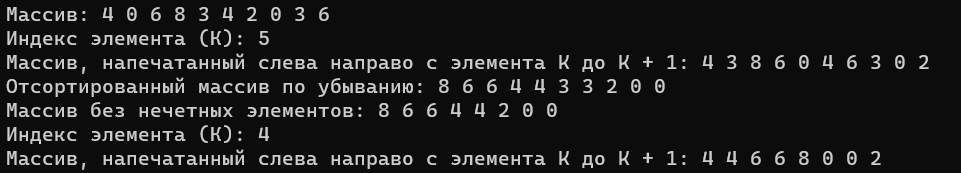 Массив: 4 0 6 8 3 4 2 0 3 6
Индекс элемента (К): 5
Массив, напечатанный слева направо с элемента К до К + 1: 4 3 8 6 0 4 6 3 0 2
Отсортированный массив по убыванию: 8 6 6 4 4 3 3 2 0 0
Массив без нечетных элементов: 8 6 6 4 4 2 0 0
Индекс элемента (К): 4
Массив, напечатанный слева направо с элемента К до К + 1: 4 4 6 6 8 0 0 2